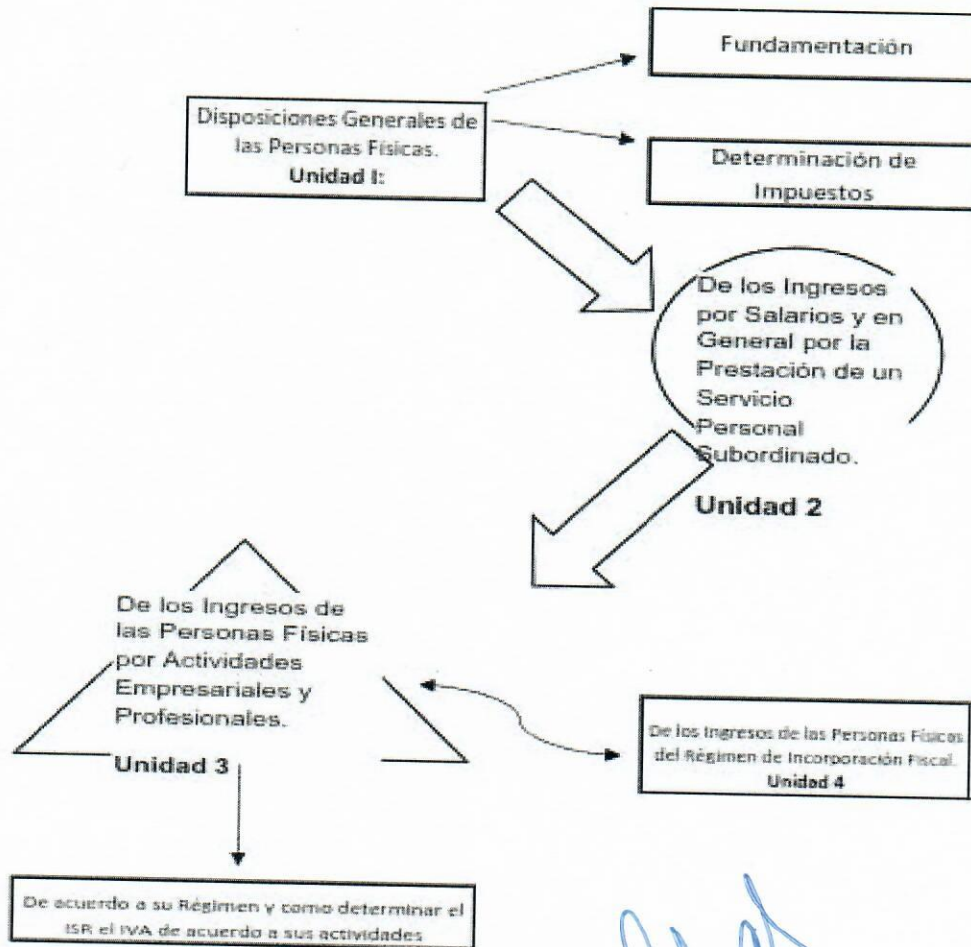 Fundamentación
Disposiciones Generales de
las Personas Físicas.
Unidad I:
Determinación de
Impuestos
De los Ingresos
por Salarios y en
General por la
Prestación de un
Servicio
Personal
Subordinado.
Unidad 2
De los Ingresos de
las Personas Físicas
por Actividades
Empresariales y
Profesionales.
Unidad 3
De los Ingresos de las Personas Físicas
del Régimen de Incorporación Fiscal.
Unidad 4
De acuerdo a su Régimen y como determinar el
ISR el IVA de acuerdo a sus actividades